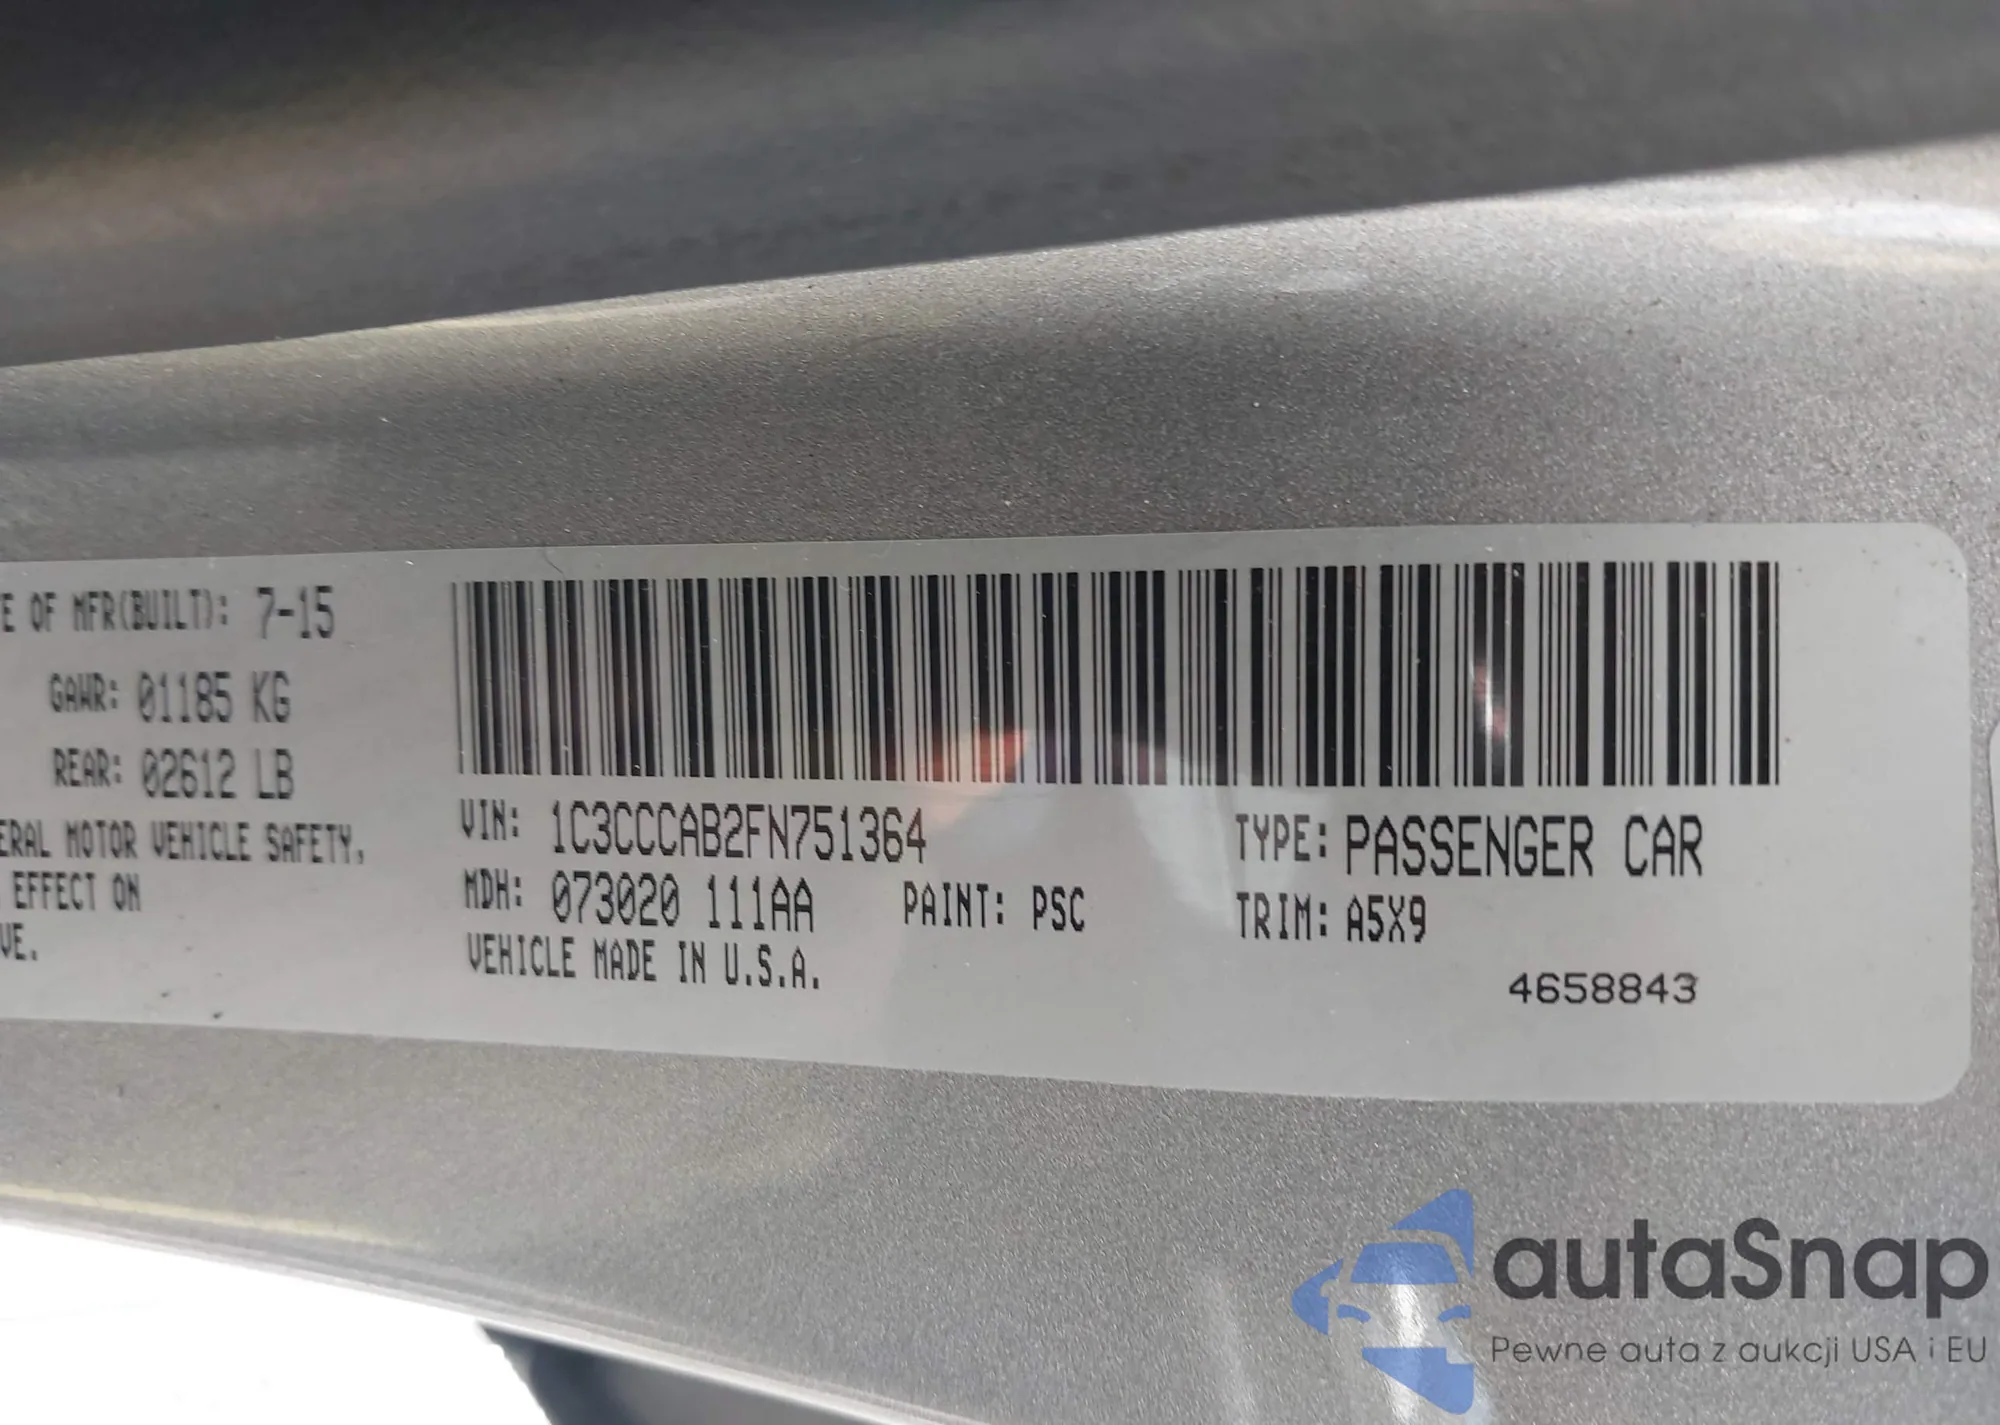 E OF MFR(BUILT): 7-15
GAWR: 01185 KG
REAR: 02612 LB
ERAL MOTOR VEHICLE SAFETY,
EFFECT ON
VE.
VIN: 1C3CCCAB2FN751364
TYPE: PASSENGER CAR
MDH: 073020 111AA
PAINT: PSC
TRIM: A5X9
VEHICLE MADE IN U.S.A.
4658843
autaSnap
Pewne auta z aukcji USA i EU